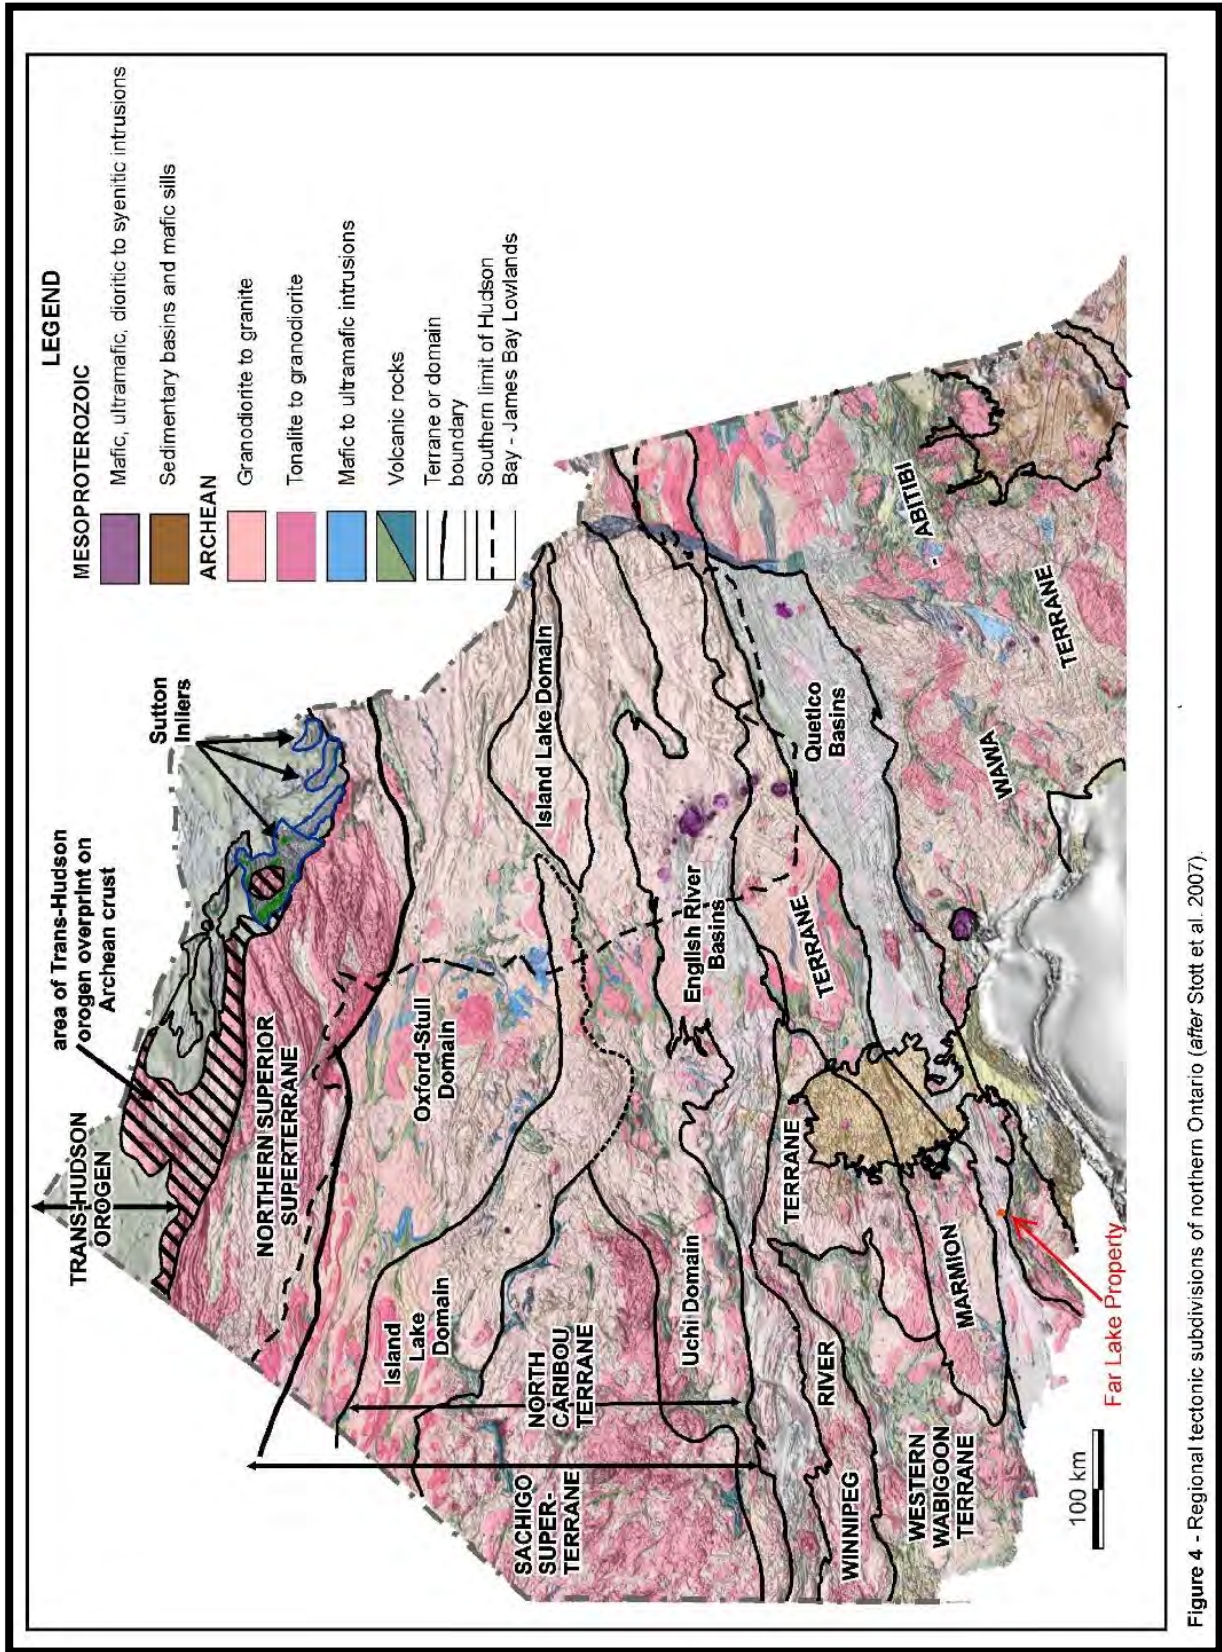 LEGEND
MESOPROTEROZOIC
Mafic, ultramafic, dioritic to syenitic intrusions
Sedimentary basins and mafic sills
ARCHEAN
Granodiorite to granite
Tonalite to granodiorite
Mafic to ultramafic intrusions
Volcanic rocks
Terrane or domain
boundary
Southern limit of Hudson
Bay - James Bay Lowlands
area of Trans-Hudson
orogen overprint on
Archean crust
Sutton
Inliers
TRANS-HUDSON
OROGEN
NORTHERN SUPERIOR
SUPERTERRANE
Oxford-Stull
Domain
Island Lake Domain
Island
Lake
Domain
NORTH
CARIBOU
TERRANE
SACHIGO
SUPER-
TERRANE
Uchi Domain
English River
Basins
WINNIPEG
RIVER
TERRANE
TERRANE
Quetico
Basins
WESTERN
WABIGOON
TERRANE
MARMION
WAWA
- ABITIBI
TERRANE
100 km
Far Lake Property
Figure 4 - Regional tectonic subdivisions of northern Ontario (after Stott et al. 2007).